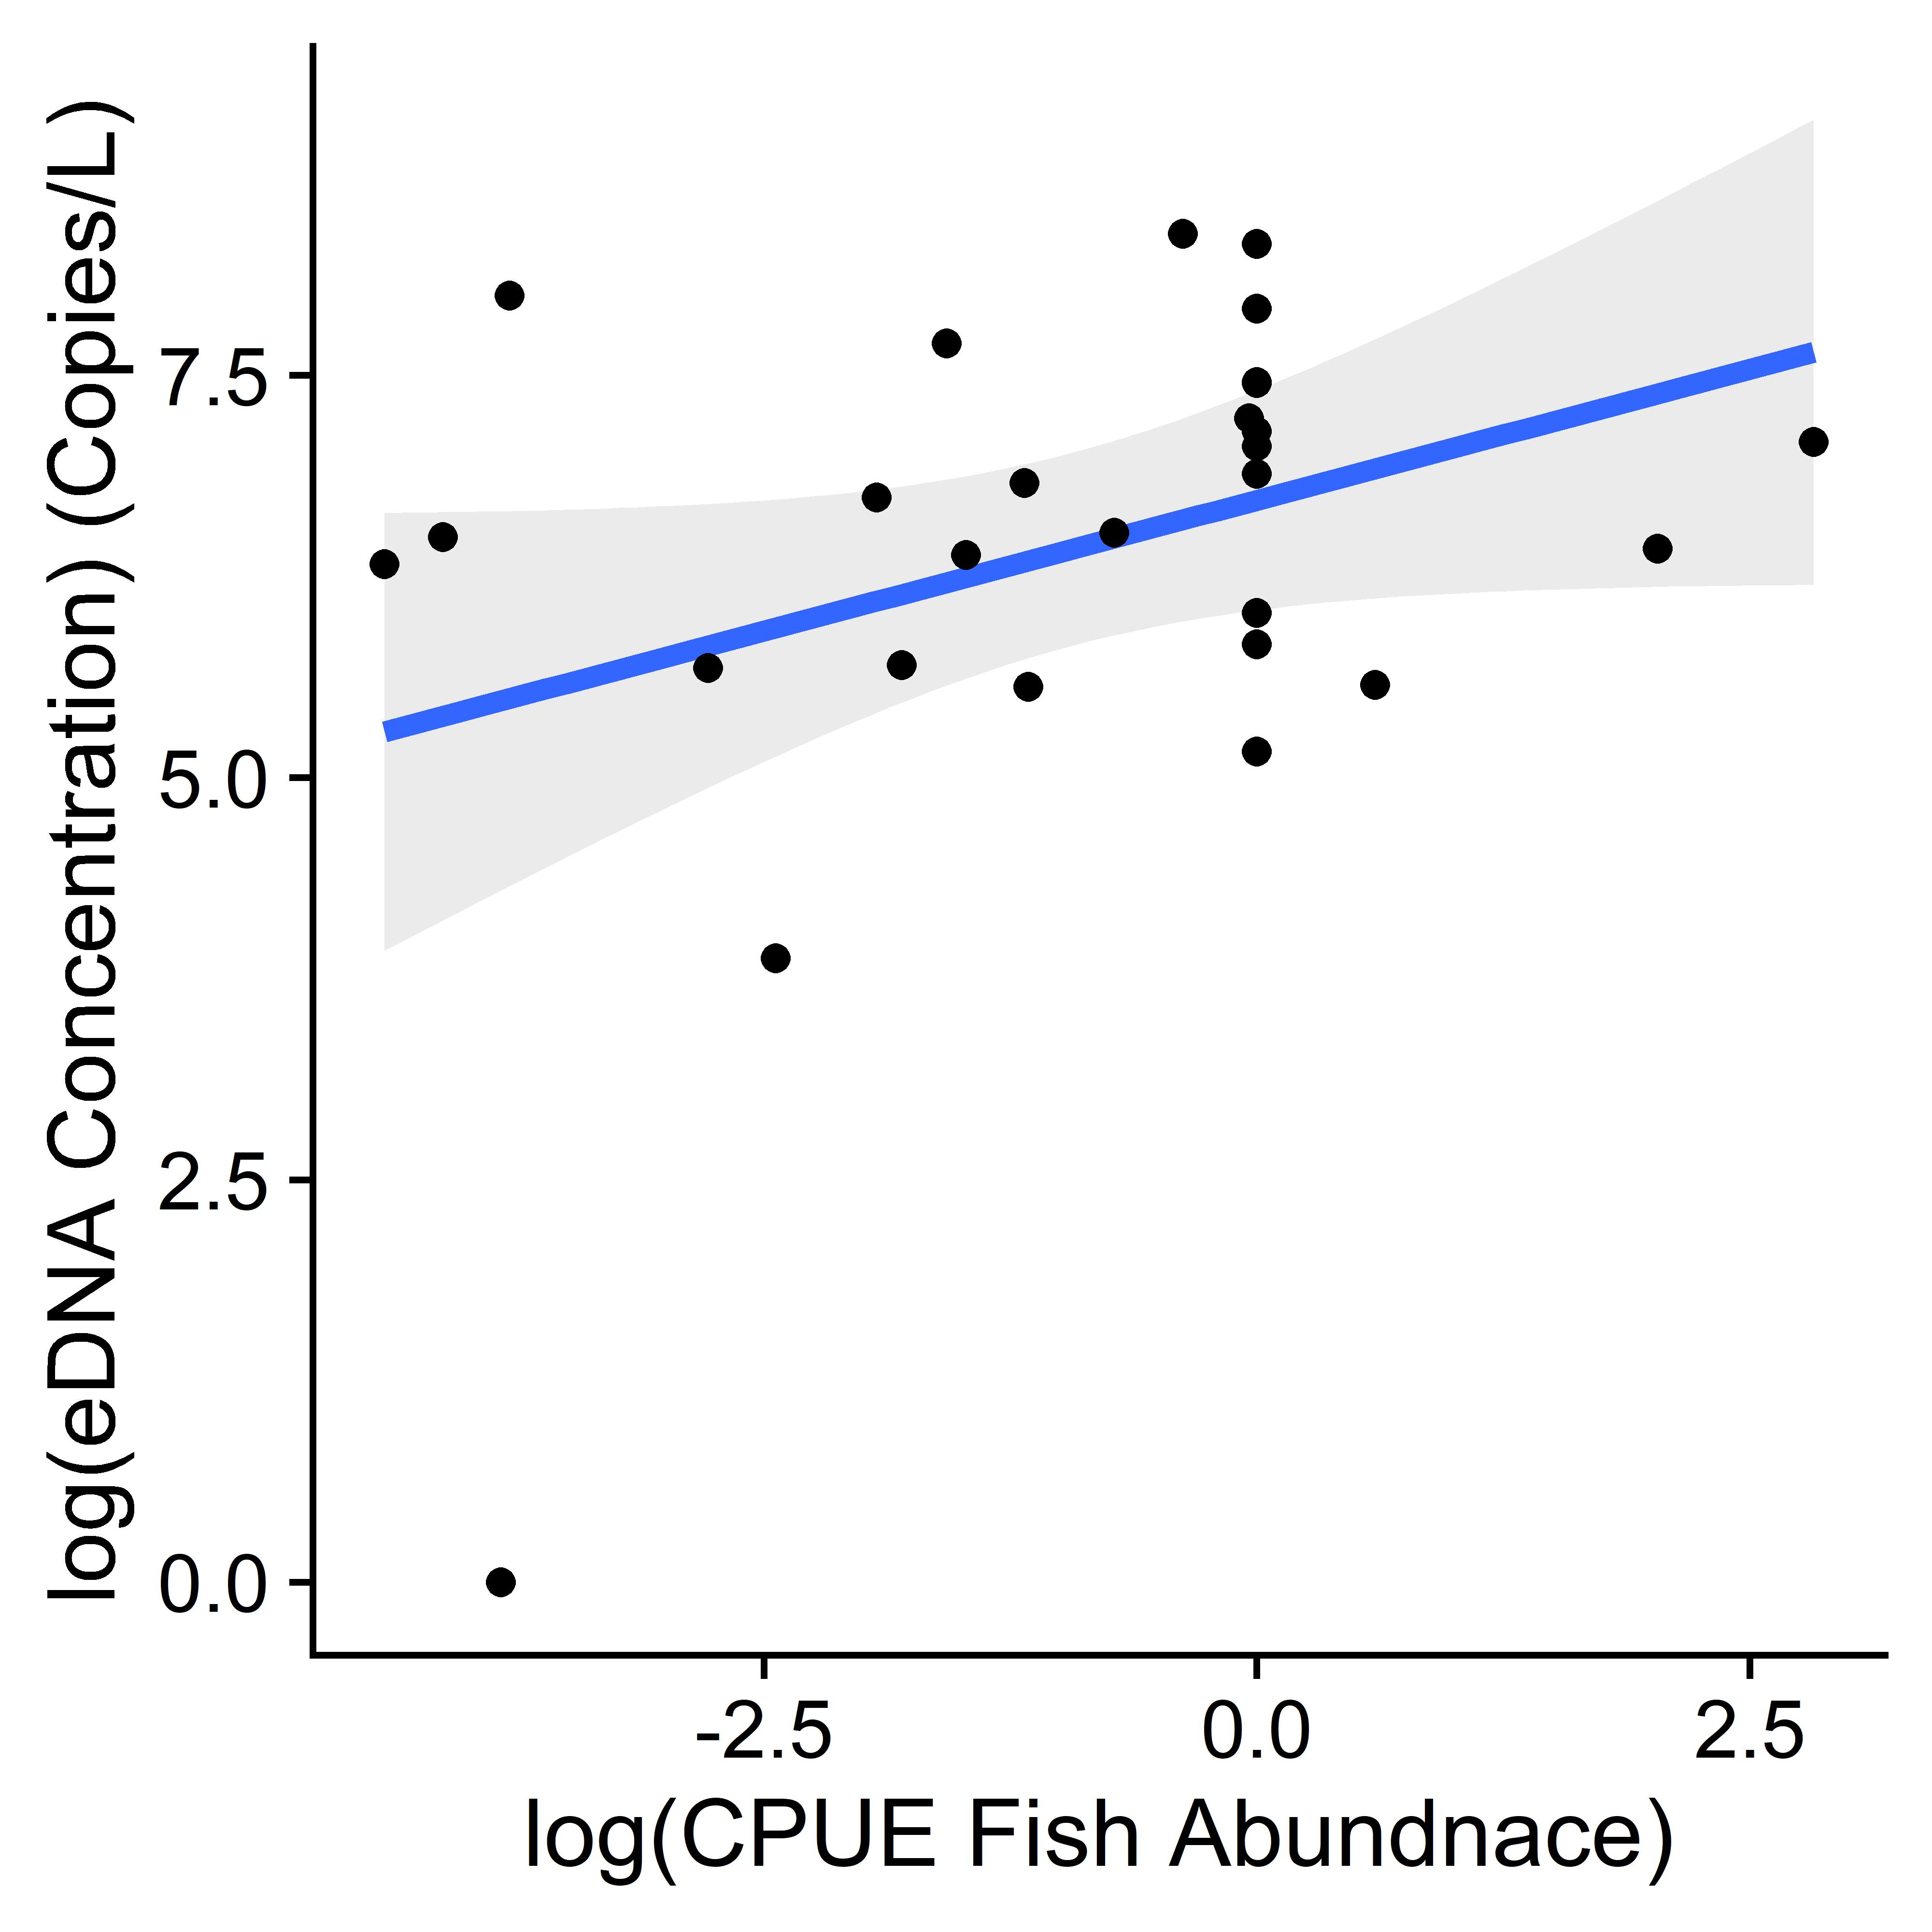 log(eDNA Concentration) (Copies/L)
7.5
5.0
2.5
0.0
-2.5 0.0 2.5
log(CPUE Fish Abundnace)